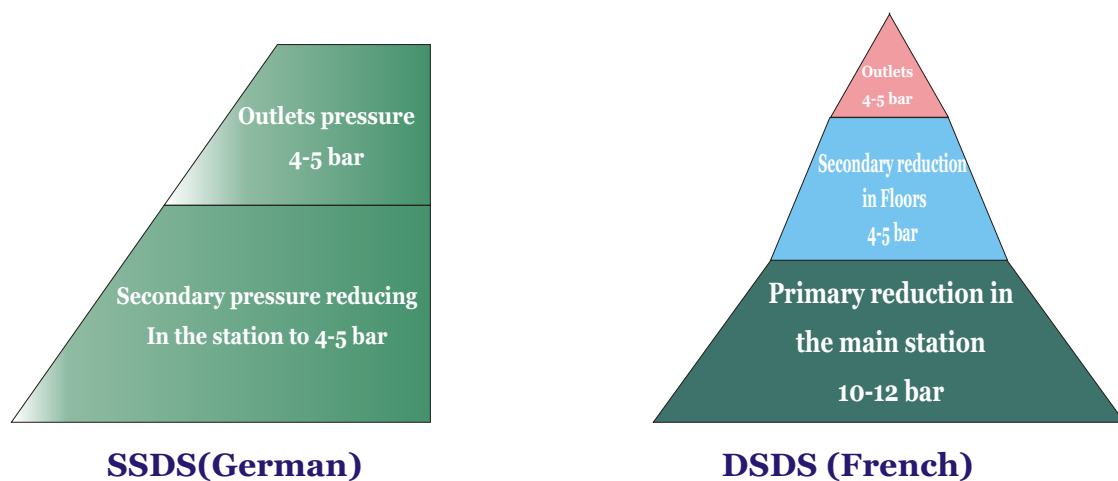 Outlets pressure
4-5 bar
Secondary pressure reducing
In the station to 4-5 bar
SSDS(German)
Outlets
4-5 bar
Secondary reduction
in Floors
4-5 bar
Primary reduction in
the main station
10-12 bar
DSDS (French)